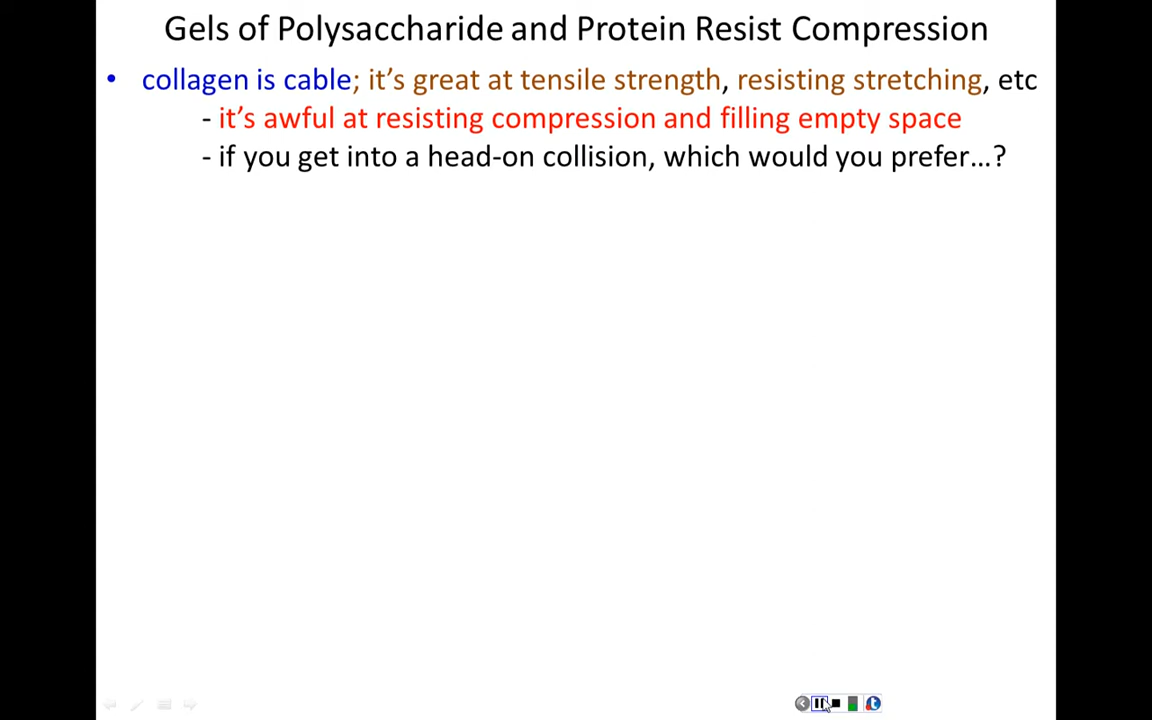 Gels of Polysaccharide and Protein Resist Compression
• collagen is cable; it’s great at tensile strength, resisting stretching, etc
- it’s awful at resisting compression and filling empty space
- if you get into a head-on collision, which would you prefer…?